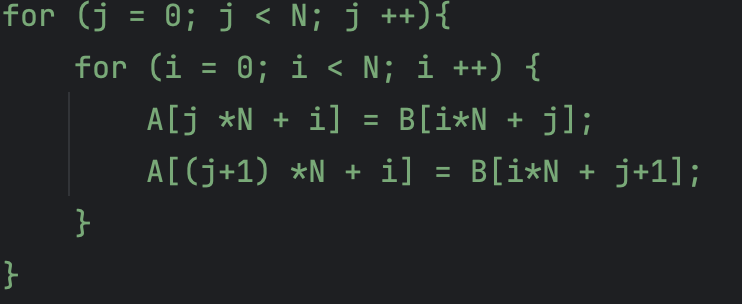 for (j = 0; j < N; j ++){
for (i = 0; i < N; i ++) {
A[j *N + i] = B[i*N + j];
A[(j+1) *N + i] = B[i*N + j+1];
}
}